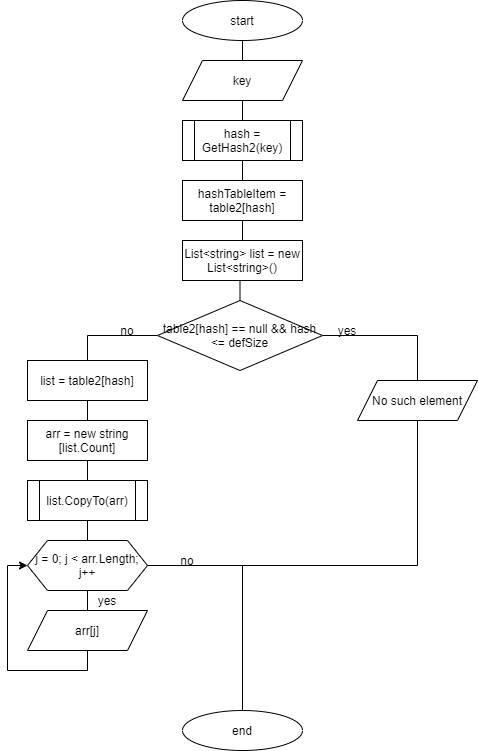 start
key
hash =
GetHash2(key)
hashTableItem =
table2[hash]
List<string> list = new
List<string>()
table2[hash] == null && hash
<= defSize
no
yes
list = table2[hash]
No such element
arr = new string
[list.Count]
list.CopyTo(arr)
j = 0; j < arr.Length;
j++
no
yes
arr[j]
end